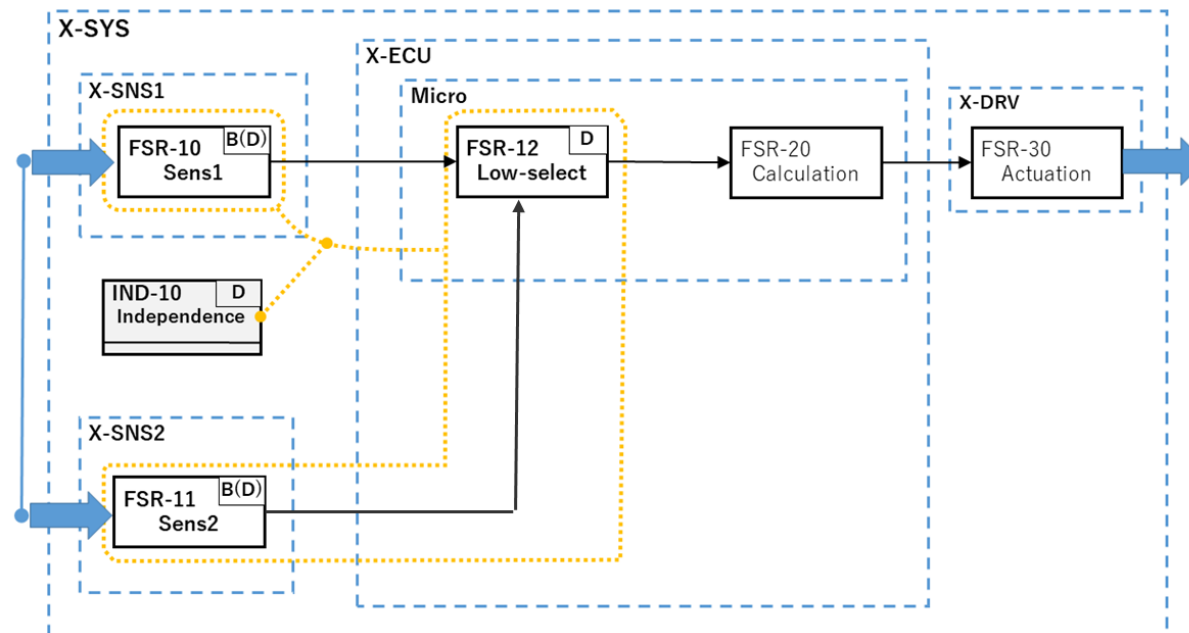 X-SYS
X-ECU
X-SNS1
Micro
X-DRV
FSR-10
B(D)
Sens1
FSR-12
D
Low-select
FSR-20
Calculation
FSR-30
Actuation
IND-10
D
Independence
X-SNS2
FSR-11
B(D)
Sens2